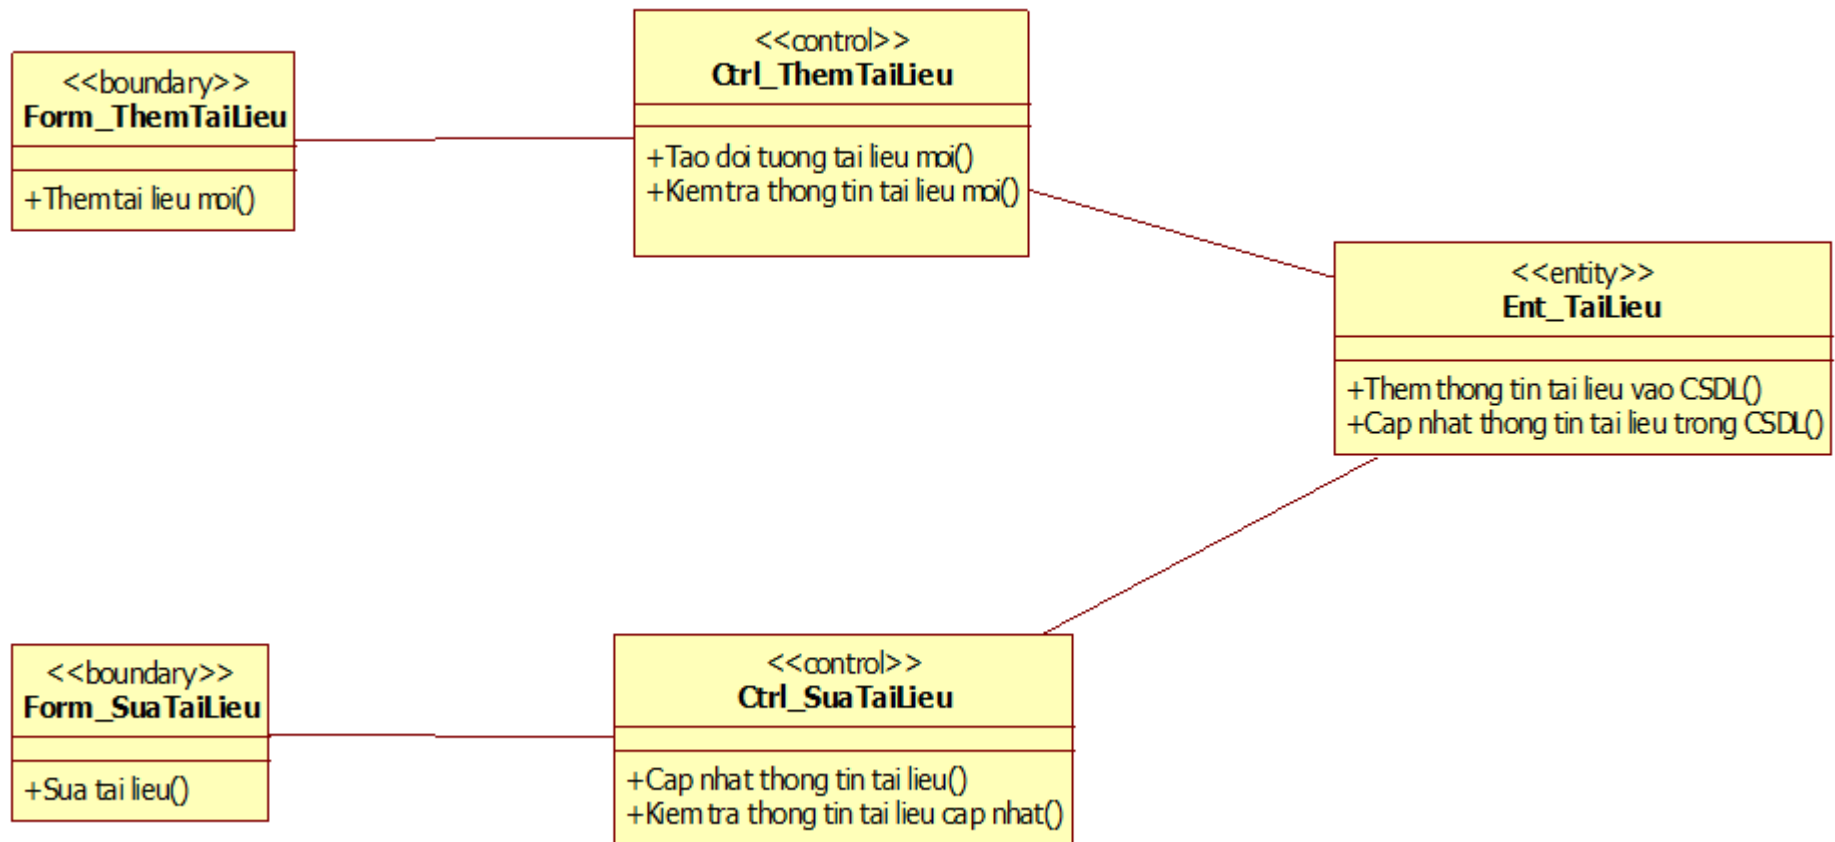 <<boundary>>
Form_ThemTaiLieu
+Them tai lieu moi()
<<control>>
Ctrl_ThemTaiLieu
+Tao doi tuong tai lieu moi()
+Kiem tra thong tin tai lieu moi()
<<entity>>
Ent_TaiLieu
+Them thong tin tai lieu vao CSDL()
+Cap nhat thong tin tai lieu trong CSDL()
<<boundary>>
Form_SuaTaiLieu
+Sua tai lieu()
<<control>>
Ctrl_SuaTaiLieu
+Cap nhat thong tin tai lieu()
+Kiem tra thong tin tai lieu cap nhat()